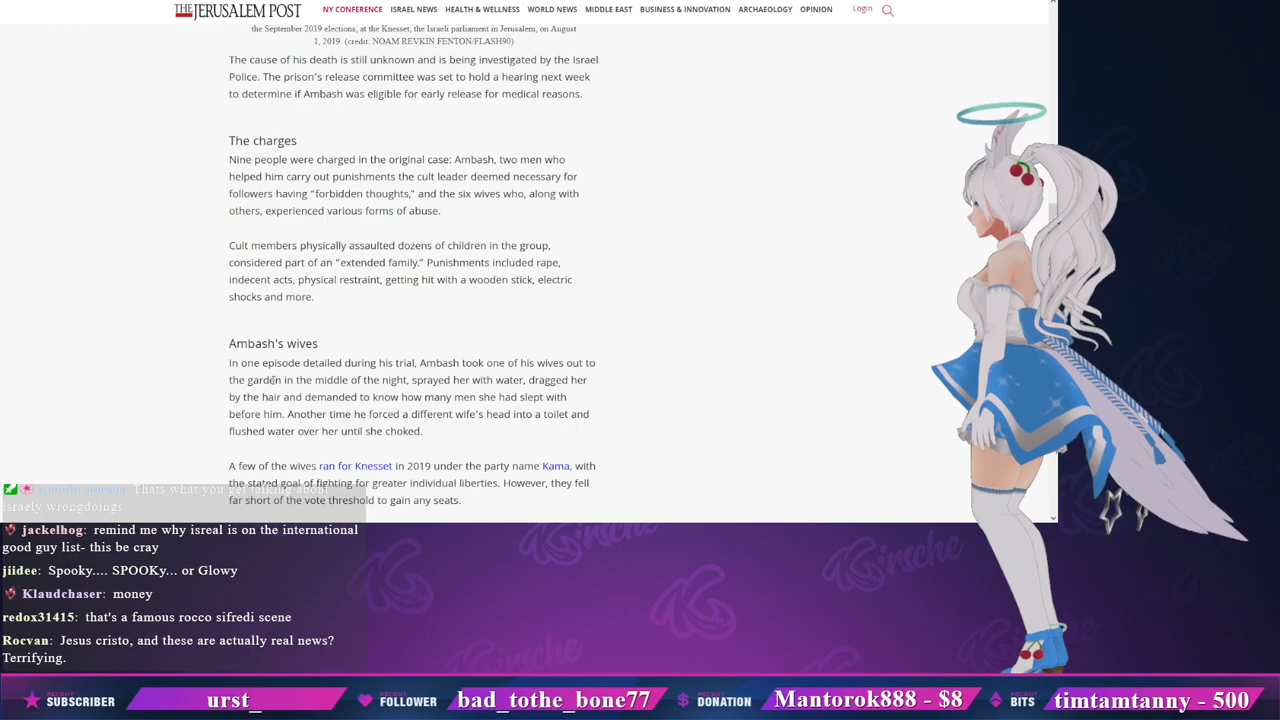 THE JERUSALEM POST
NY CONFERENCE ISRAEL NEWS HEALTH & WELLNESS WORLD NEWS MIDDLE EAST BUSINESS & INNOVATION ARCHAEOLOGY OPINION Login
the September 2019 elections, at the Knesset, the Israeli parliament in Jerusalem, on August
1, 2019. (credit: NOAM REVKIN FENTON/FLASH90)
The cause of his death is still unknown and is being investigated by the Israel
Police. The prison's release committee was set to hold a hearing next week
to determine if Ambash was eligible for early release for medical reasons.
The charges
Nine people were charged in the original case: Ambash, two men who
helped him carry out punishments the cult leader deemed necessary for
followers having "forbidden thoughts," and the six wives who, along with
others, experienced various forms of abuse.
Cult members physically assaulted dozens of children in the group,
considered part of an "extended family." Punishments included rape,
indecent acts, physical restraint, getting hit with a wooden stick, electric
shocks and more.
Ambash's wives
In one episode detailed during his trial, Ambash took one of his wives out to
the garden in the middle of the night, sprayed her with water, dragged her
by the hair and demanded to know how many men she had slept with
before him. Another time he forced a different wife's head into a toilet and
flushed water over her until she choked.
A few of the wives ran for Knesset in 2019 under the party name Kama, with
the stated goal of fighting for greater individual liberties. However, they fell
far short of the vote threshold to gain any seats.
Thats what you get talking about
israely wrongdoings
jackelhog: remind me why isreal is on the international
good guy list- this be cray
jiidee: Spooky.... SPOOKy... or Glowy
Klaudchaser: money
redox31415: that's a famous rocco sifredi scene
Rocvan: Jesus cristo, and these are actually real news?
Terrifying.
RECENT SUBSCRIBER urst_ RECENT FOLLOWER bad_tothe_bone77 RECENT DONATION Mantorok888 - $8 RECENT BITS timtamtanny - 500